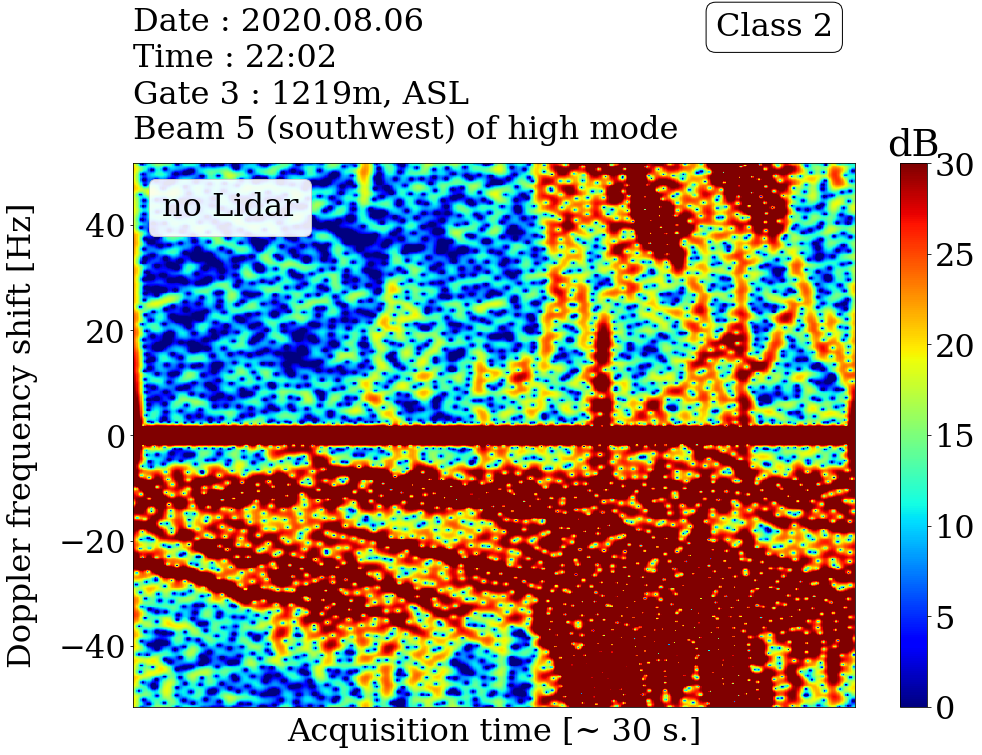 Date : 2020.08.06
Time : 22:02
Gate 3 : 1219m, ASL
Beam 5 (southwest) of high mode
Class 2
dB
no Lidar
Doppler frequency shift [Hz]
40
20
0
−20
−40
30
25
20
15
10
5
0
Acquisition time [~ 30 s.]